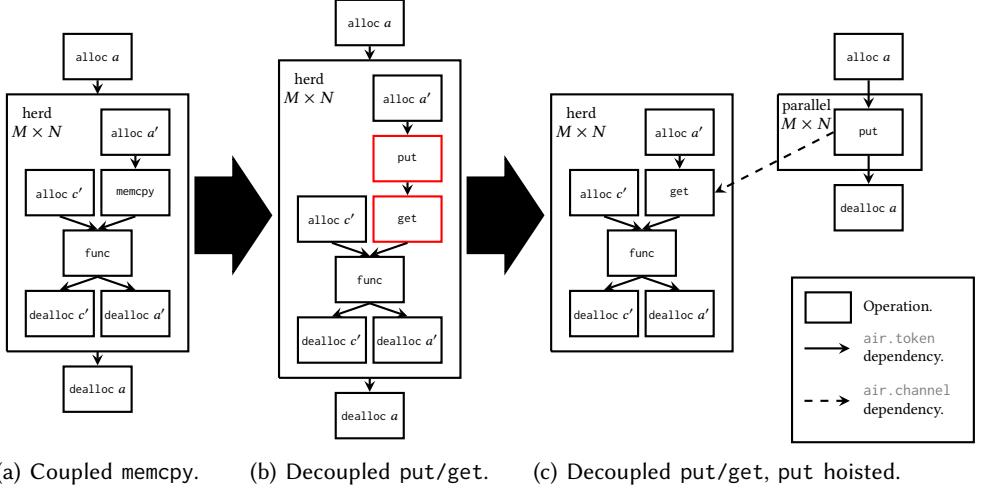 alloc a
herd
M × N
alloc a′
alloc c′
memcpy
func
dealloc c′
dealloc a′
dealloc a
(a) Coupled memcpy.
alloc a
herd
M × N
alloc a′
put
alloc c′
get
func
dealloc c′
dealloc a′
dealloc a
(b) Decoupled put/get.
herd
M × N
alloc a′
alloc c′
get
func
dealloc c′
dealloc a′
alloc a
parallel
M × N
put
dealloc a
Operation.
air.token
dependency.
air.channel
dependency.
(c) Decoupled put/get, put hoisted.